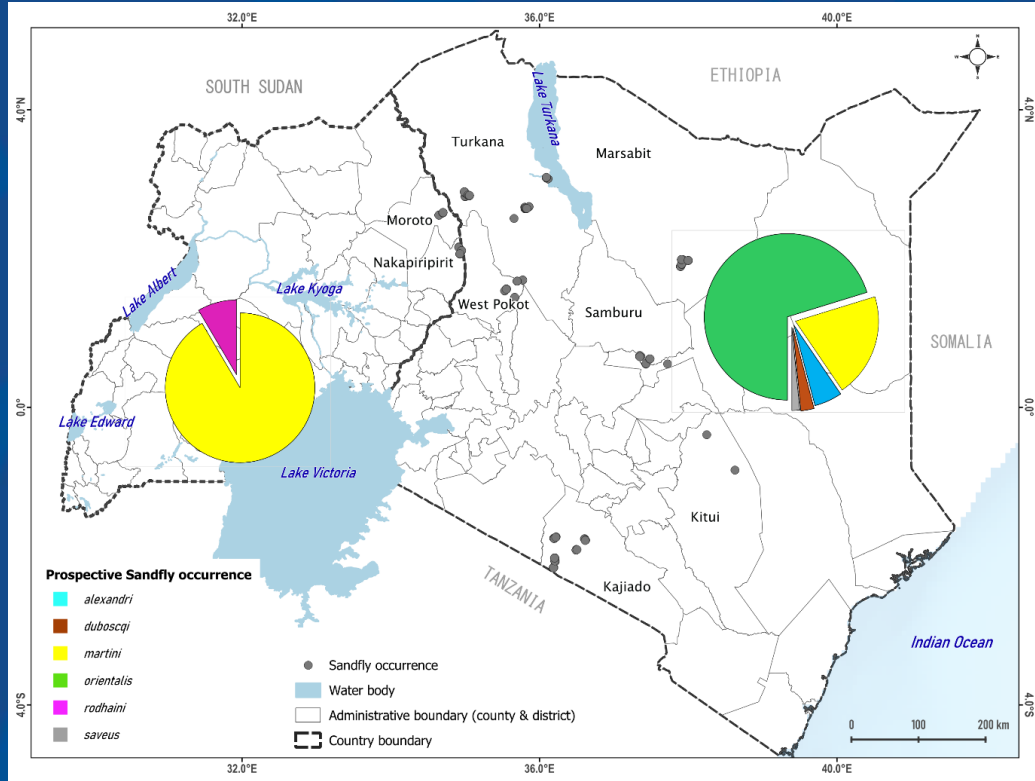 32.0°E
36.0°E
40.0°E
SOUTH SUDAN
ETHIOPIA
N
W
E
S
4.0°N
4.0°N
Lake Turkana
Turkana
Marsabit
Moroto
Nakapiripirit
Lake Albert
Lake Kyoga
West Pokot
Samburu
SOMALIA
0.0°
0.0°
Lake Edward
Lake Victoria
Kitui
TANZANIA
Kajiado
Indian Ocean
Prospective Sandfly occurrence
alexandri
duboscqi
martini
orientalis
rodhaini
saveus
Sandfly occurrence
Water body
Administrative boundary (county & district)
Country boundary
0
100
200 km
4.0°S
4.0°S
32.0°E
36.0°E
40.0°E